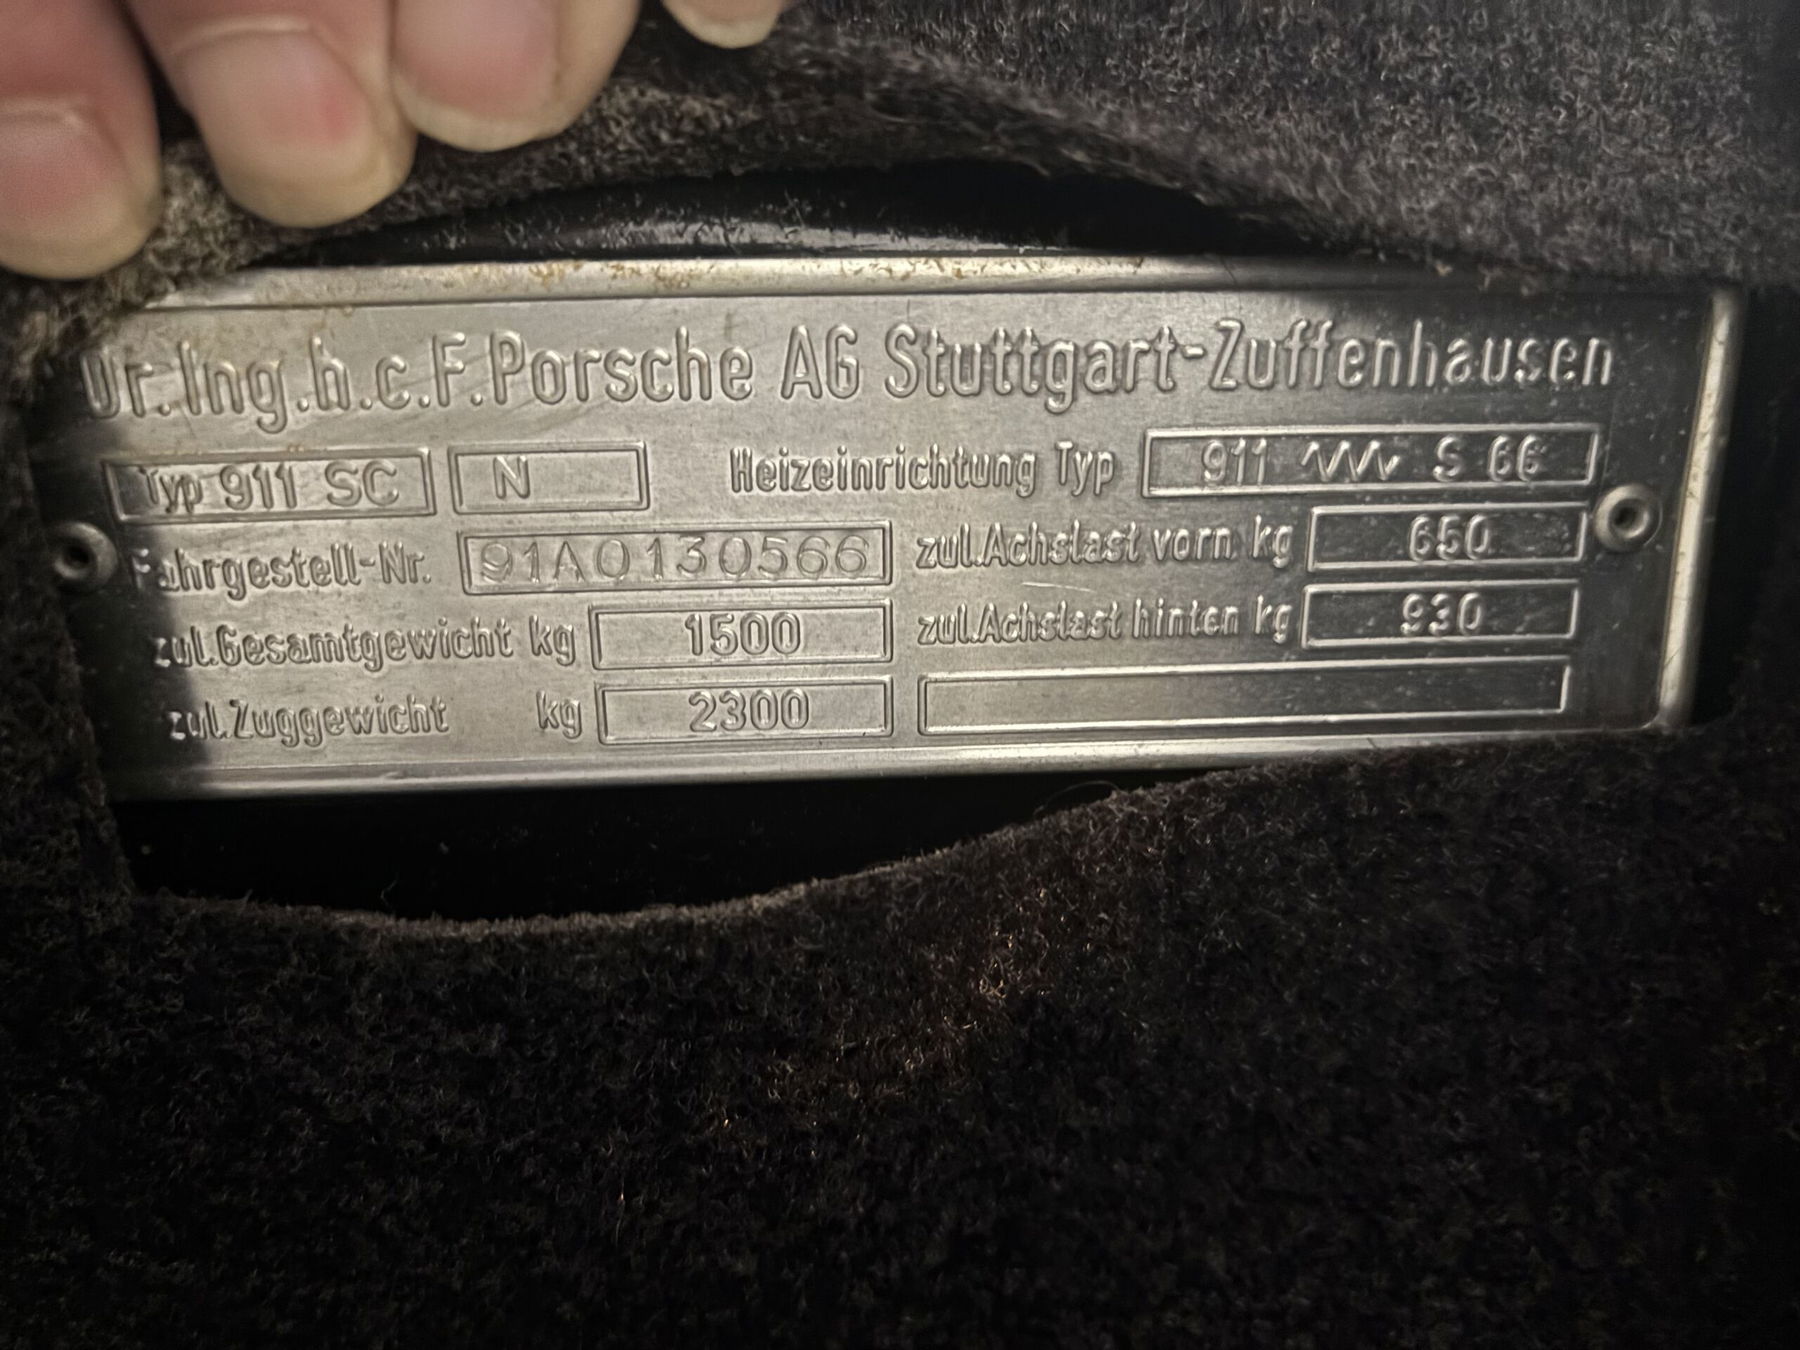 Dr.Ing.h.c.F.Porsche AG Stuttgart-Zuffenhausen
Typ 911 SC N Heizeinrichtung Typ 911 S 66
Fahrgestell-Nr. 91A0130566 zul.Achslast vorn kg 650
zul.Gesamtgewicht kg 1500 zul.Achslast hinten kg 930
zul.Zuggewicht kg 2300